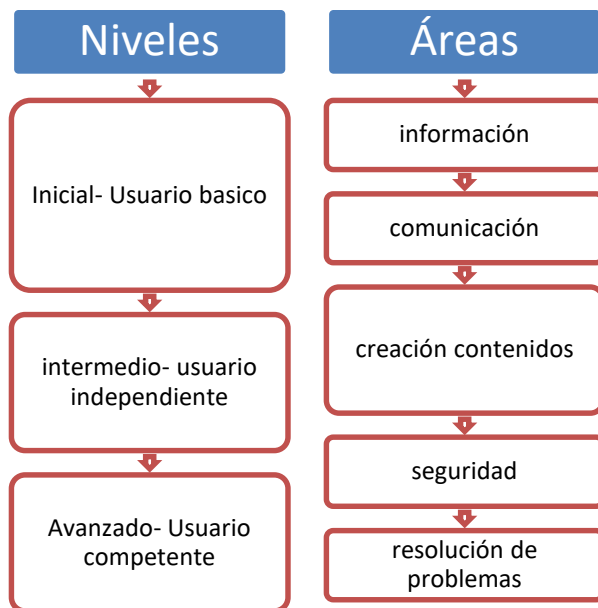 Niveles
Inicial- Usuario basico
intermedio- usuario
independiente
Avanzado- Usuario
competente
Áreas
información
comunicación
creación contenidos
seguridad
resolución de
problemas